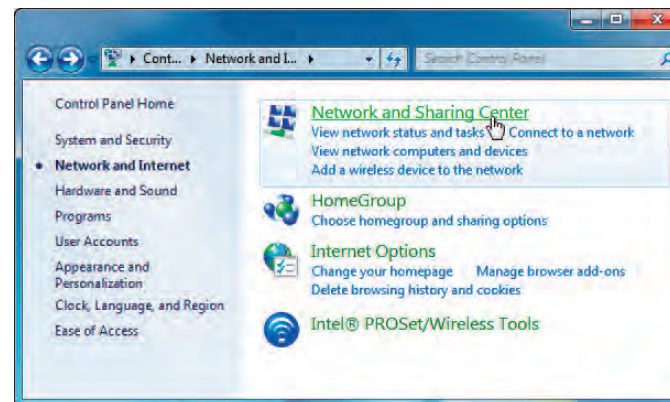 Cont... Network and I... Search Control Panel
Control Panel Home
System and Security
Network and Internet
Hardware and Sound
Programs
User Accounts
Appearance and
Personalization
Clock, Language, and Region
Ease of Access
Network and Sharing Center
View network status and tasks Connect to a network
View network computers and devices
Add a wireless device to the network
HomeGroup
Choose homegroup and sharing options
Internet Options
Change your homepage Manage browser add-ons
Delete browsing history and cookies
Intel® PROSet/Wireless Tools